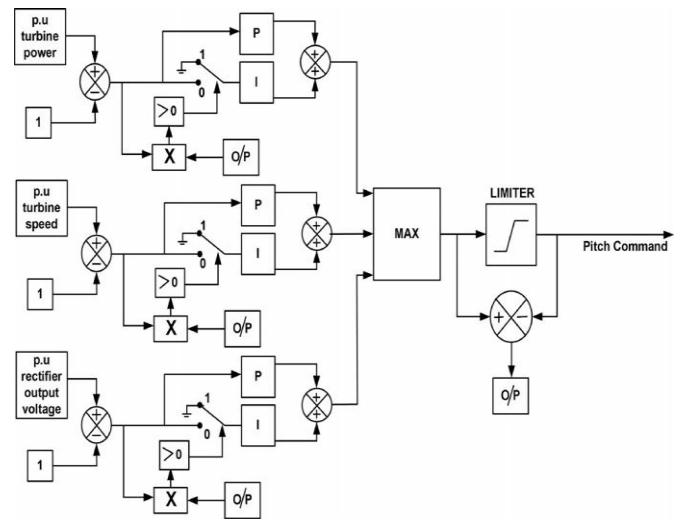 p.u
turbine
power
1
+
−
P
1
0
I
>0
X
O/P
+
+
p.u
turbine
speed
1
+
−
P
1
0
I
>0
X
O/P
+
+
p.u
rectifier
output
voltage
1
+
−
P
1
0
I
>0
X
O/P
+
+
MAX
LIMITER
Pitch Command
+ −
O/P